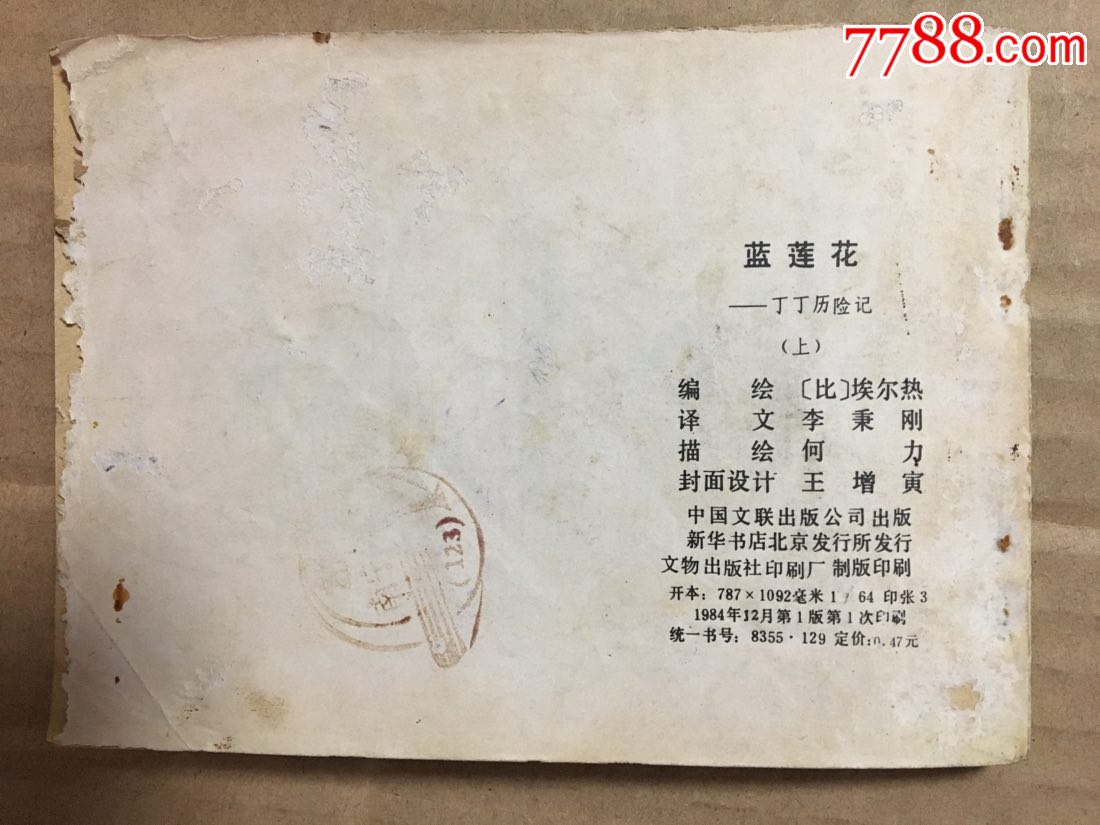 7788.com
蓝莲花
——丁丁历险记
（上）
编绘 〔比〕埃尔热
译文 李秉刚
描绘 何力
封面设计 王增寅
中国文联出版公司出版
新华书店北京发行所发行
文物出版社印刷厂 制版印刷
开本：787×1092毫米 1/64 印张3
1984年12月第1版第1次印刷
统一书号：8355·129 定价：0.47元
(123)